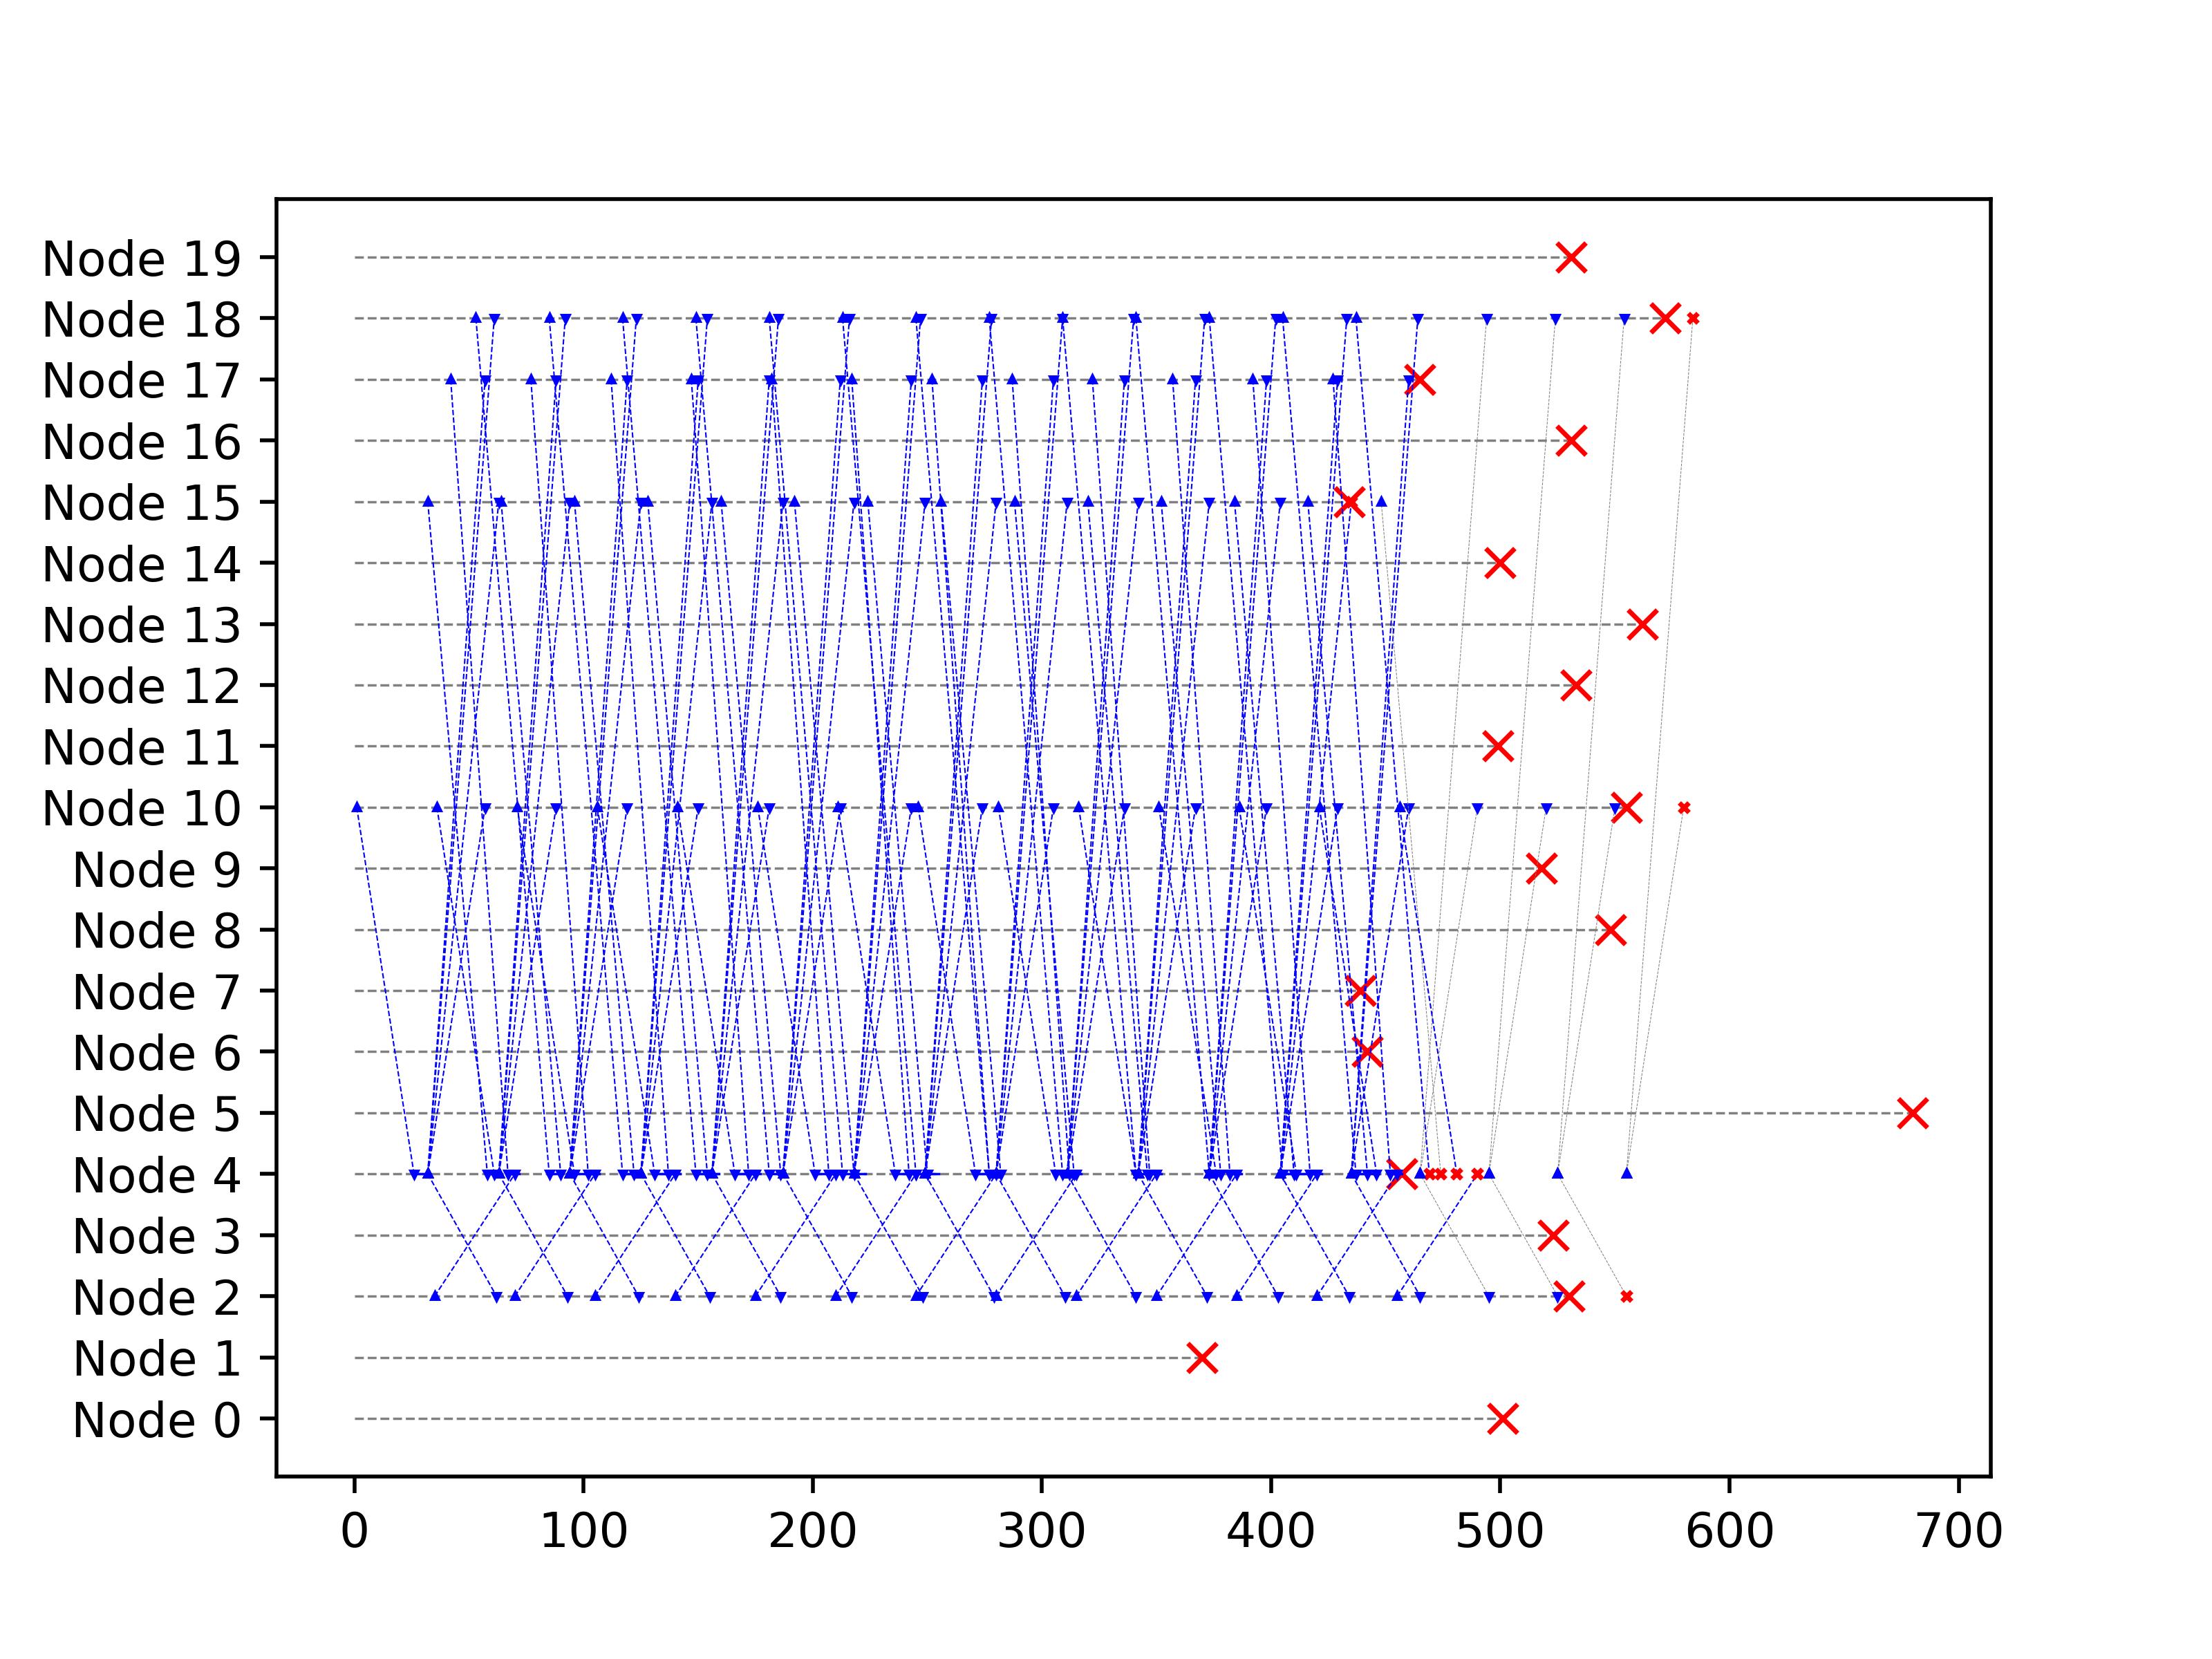 Node 19
Node 18
Node 17
Node 16
Node 15
Node 14
Node 13
Node 12
Node 11
Node 10
Node 9
Node 8
Node 7
Node 6
Node 5
Node 4
Node 3
Node 2
Node 1
Node 0
0 100 200 300 400 500 600 700